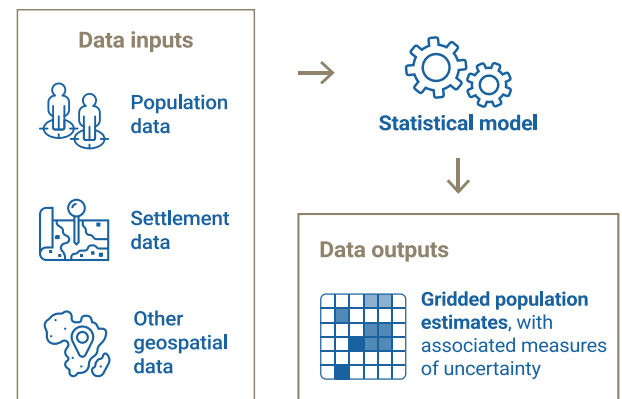 Data inputs
Population
data
Settlement
data
Other
geospatial
data
Statistical model
Data outputs
Gridded population
estimates, with
associated measures
of uncertainty